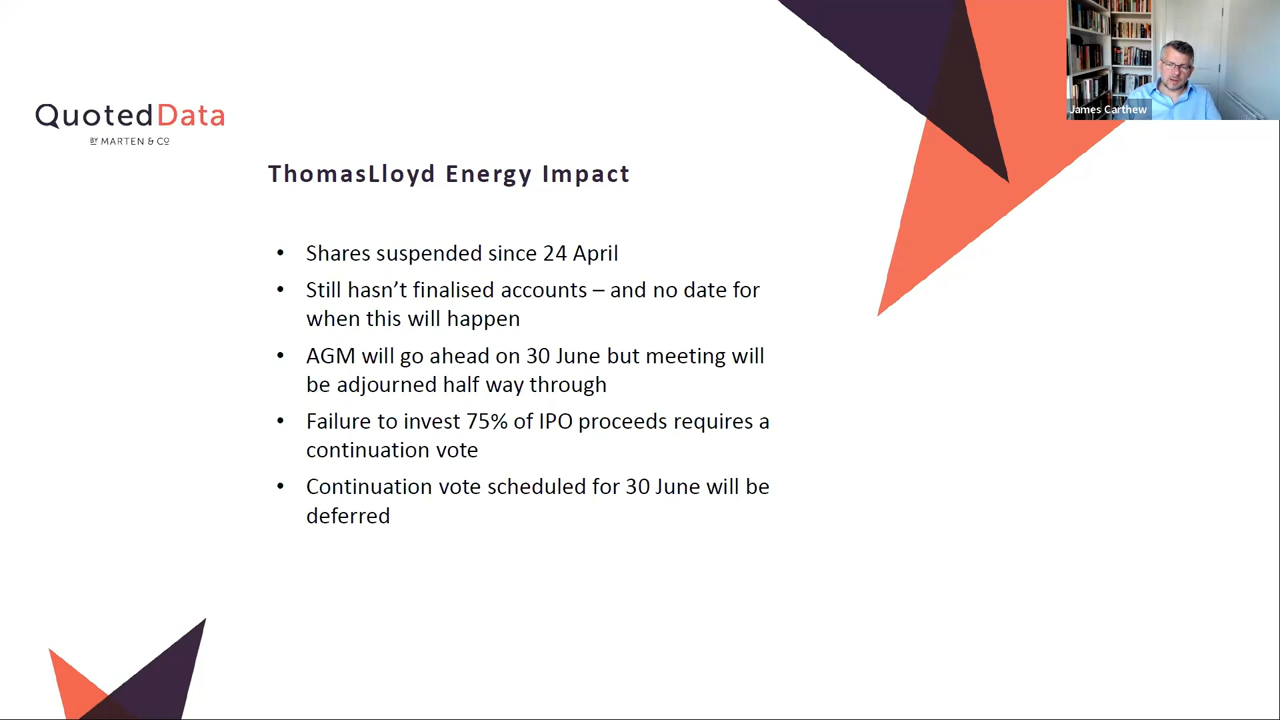 James Carthew
QuotedData
BY MARTEN & CO
ThomasLloyd Energy Impact
• Shares suspended since 24 April
• Still hasn’t finalised accounts – and no date for
when this will happen
• AGM will go ahead on 30 June but meeting will
be adjourned half way through
• Failure to invest 75% of IPO proceeds requires a
continuation vote
• Continuation vote scheduled for 30 June will be
deferred